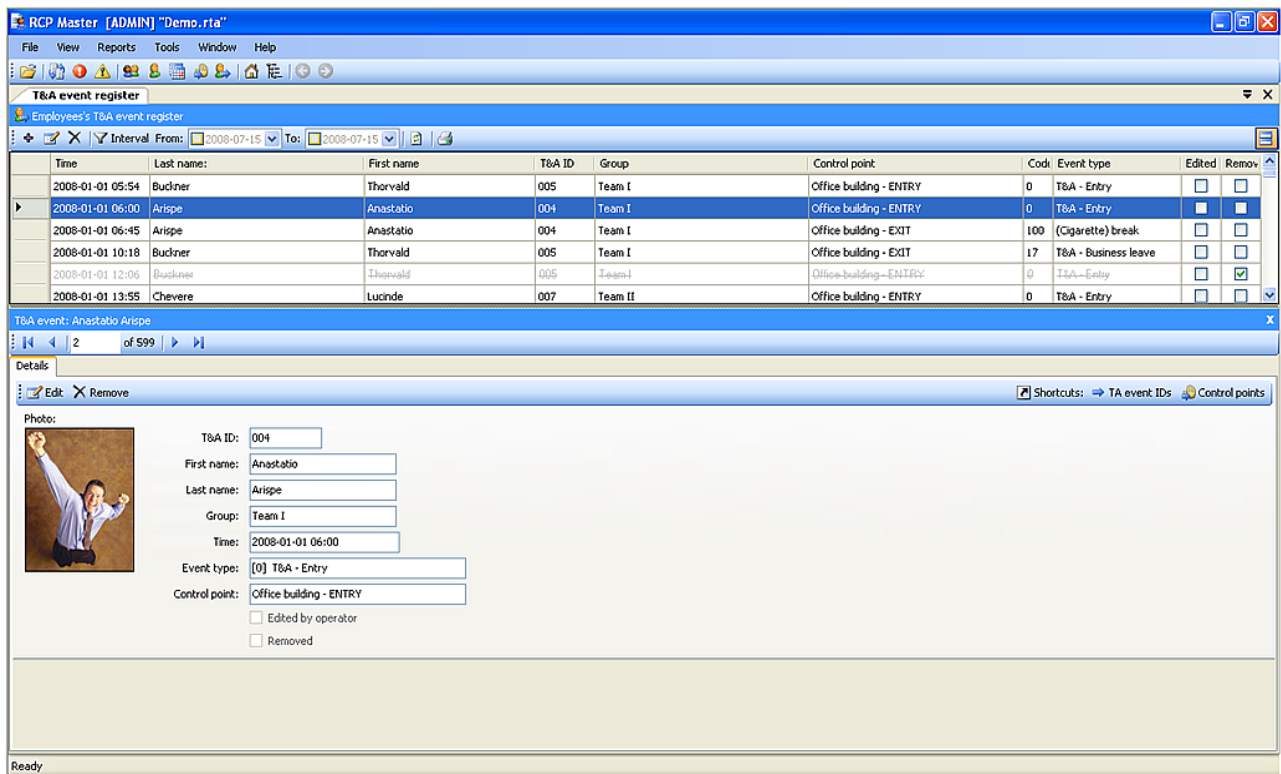 RCP Master [ADMIN] "Demo.rta"
File View Reports Tools Window Help
T&A event register
Employees's T&A event register
Interval From: 2008-07-15 To: 2008-07-15
Time Last name: First name T&A ID Group Control point Code Event type Edited Remov
2008-01-01 05:54 Buckner Thorvald 005 Team I Office building - ENTRY 0 T&A - Entry
2008-01-01 06:00 Arispe Anastatio 004 Team I Office building - ENTRY 0 T&A - Entry
2008-01-01 06:45 Arispe Anastatio 004 Team I Office building - EXIT 100 (Cigarette) break
2008-01-01 10:18 Buckner Thorvald 005 Team I Office building - EXIT 17 T&A - Business leave
2008-01-01 12:06 Buckner Thorvald 005 Team I Office building - ENTRY 0 T&A - Entry
2008-01-01 13:55 Chevere Lucinde 007 Team II Office building - ENTRY 0 T&A - Entry
T&A event: Anastatio Arispe
2 of 599
Details
Edit Remove Shortcuts: TA event IDs Control points
Photo:
T&A ID: 004
First name: Anastatio
Last name: Arispe
Group: Team I
Time: 2008-01-01 06:00
Event type: [0] T&A - Entry
Control point: Office building - ENTRY
Edited by operator
Removed
Ready